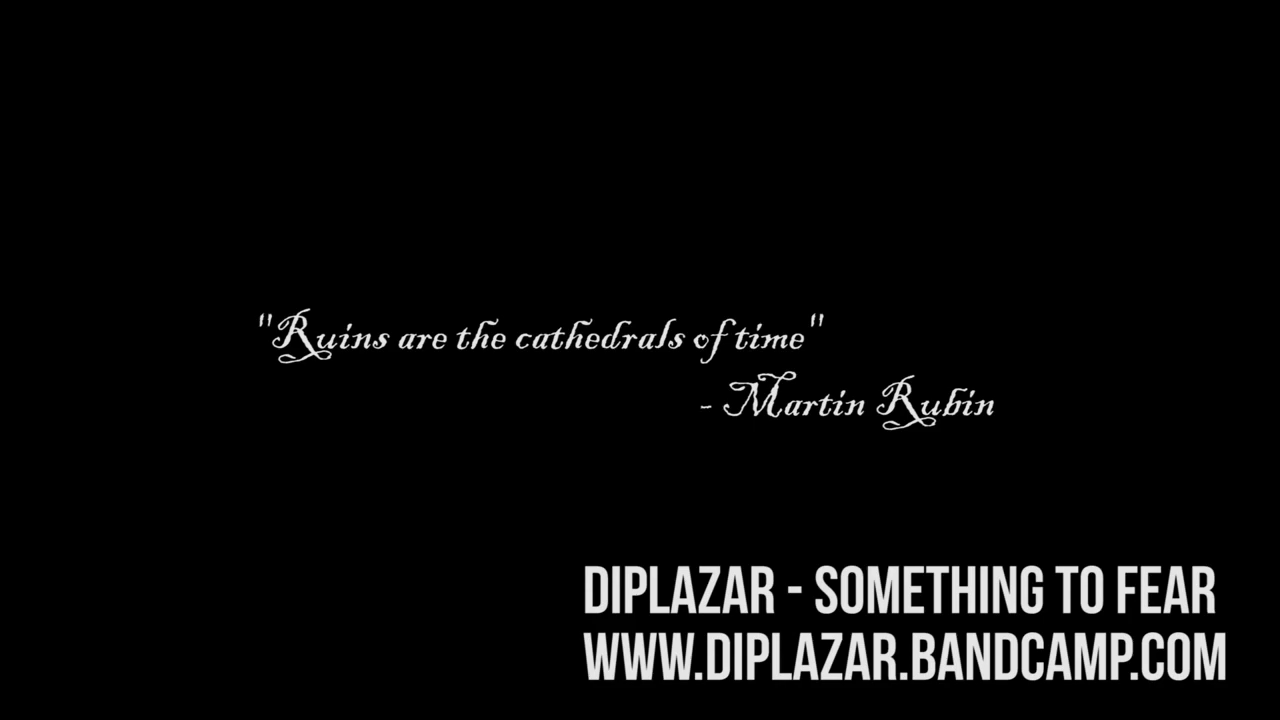 "Ruins are the cathedrals of time"
- Martin Rubin
DIPLAZAR - SOMETHING TO FEAR
WWW.DIPLAZAR.BANDCAMP.COM